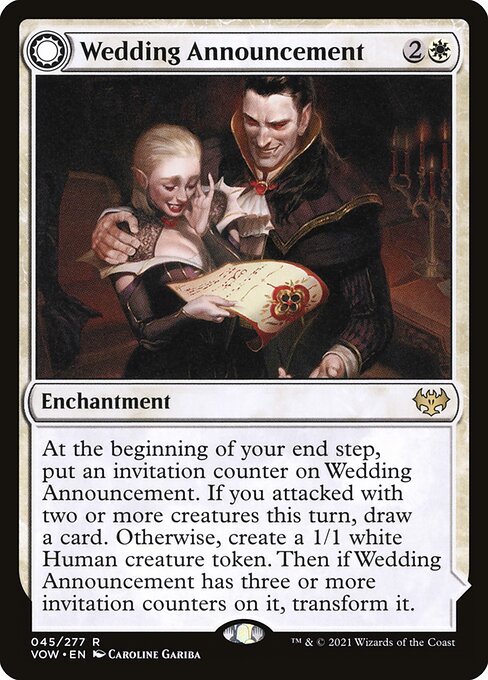 Wedding Announcement 2
Enchantment
At the beginning of your end step,
put an invitation counter on Wedding
Announcement. If you attacked with
two or more creatures this turn, draw
a card. Otherwise, create a 1/1 white
Human creature token. Then if Wedding
Announcement has three or more
invitation counters on it, transform it.
045/277 R
VOW • EN CAROLINE GARIBA
™ & © 2021 Wizards of the Coast